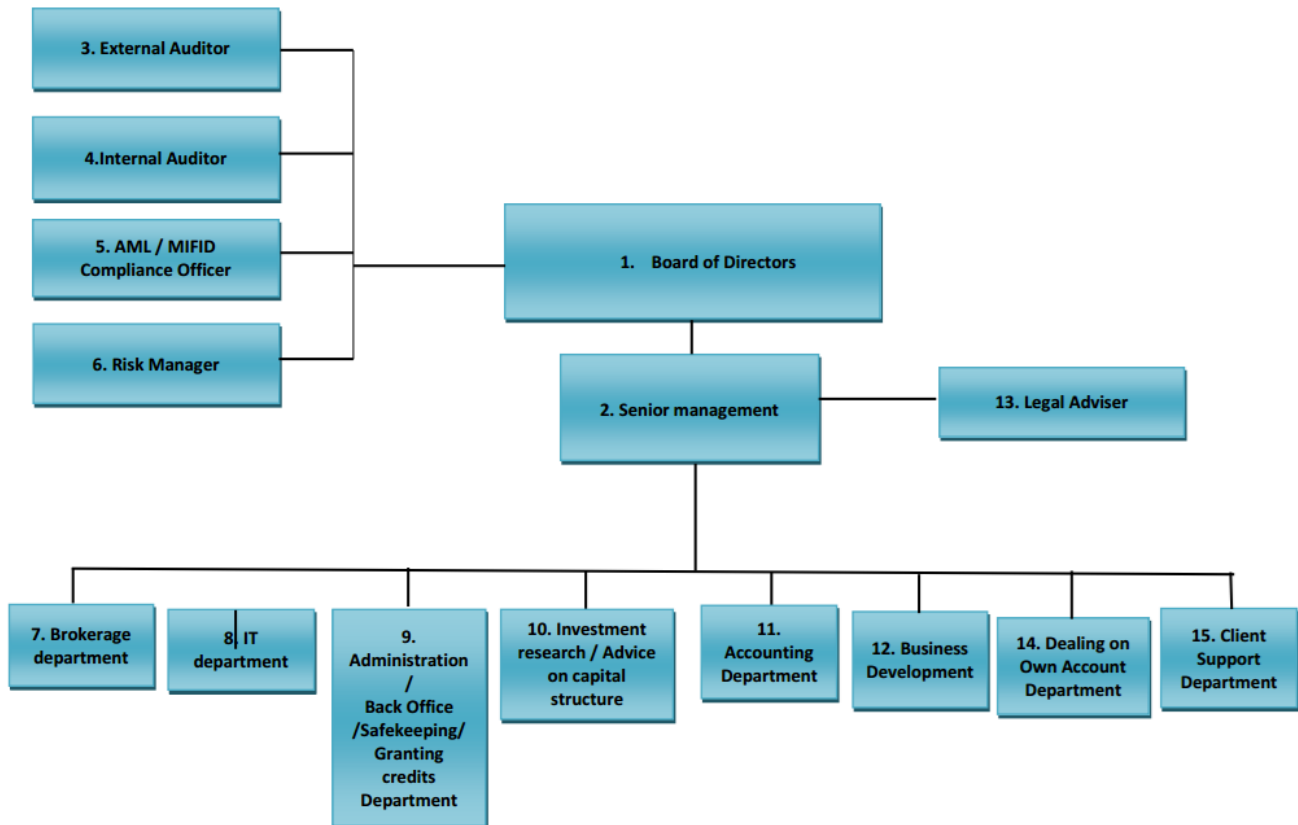 3. External Auditor
4.Internal Auditor
5. AML / MIFID
Compliance Officer
6. Risk Manager
1. Board of Directors
2. Senior management
13. Legal Adviser
7. Brokerage
department
8. IT
department
9.
Administration
/
Back Office
/Safekeeping/
Granting
credits
Department
10. Investment
research / Advice
on capital
structure
11.
Accounting
Department
12. Business
Development
14. Dealing on
Own Account
Department
15. Client
Support
Department